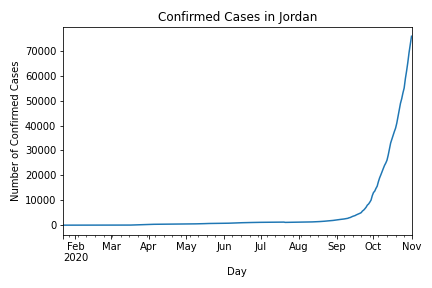 Confirmed Cases in Jordan
Number of Confirmed Cases
70000
60000
50000
40000
30000
20000
10000
0
Feb Mar Apr May Jun Jul Aug Sep Oct Nov
2020
Day